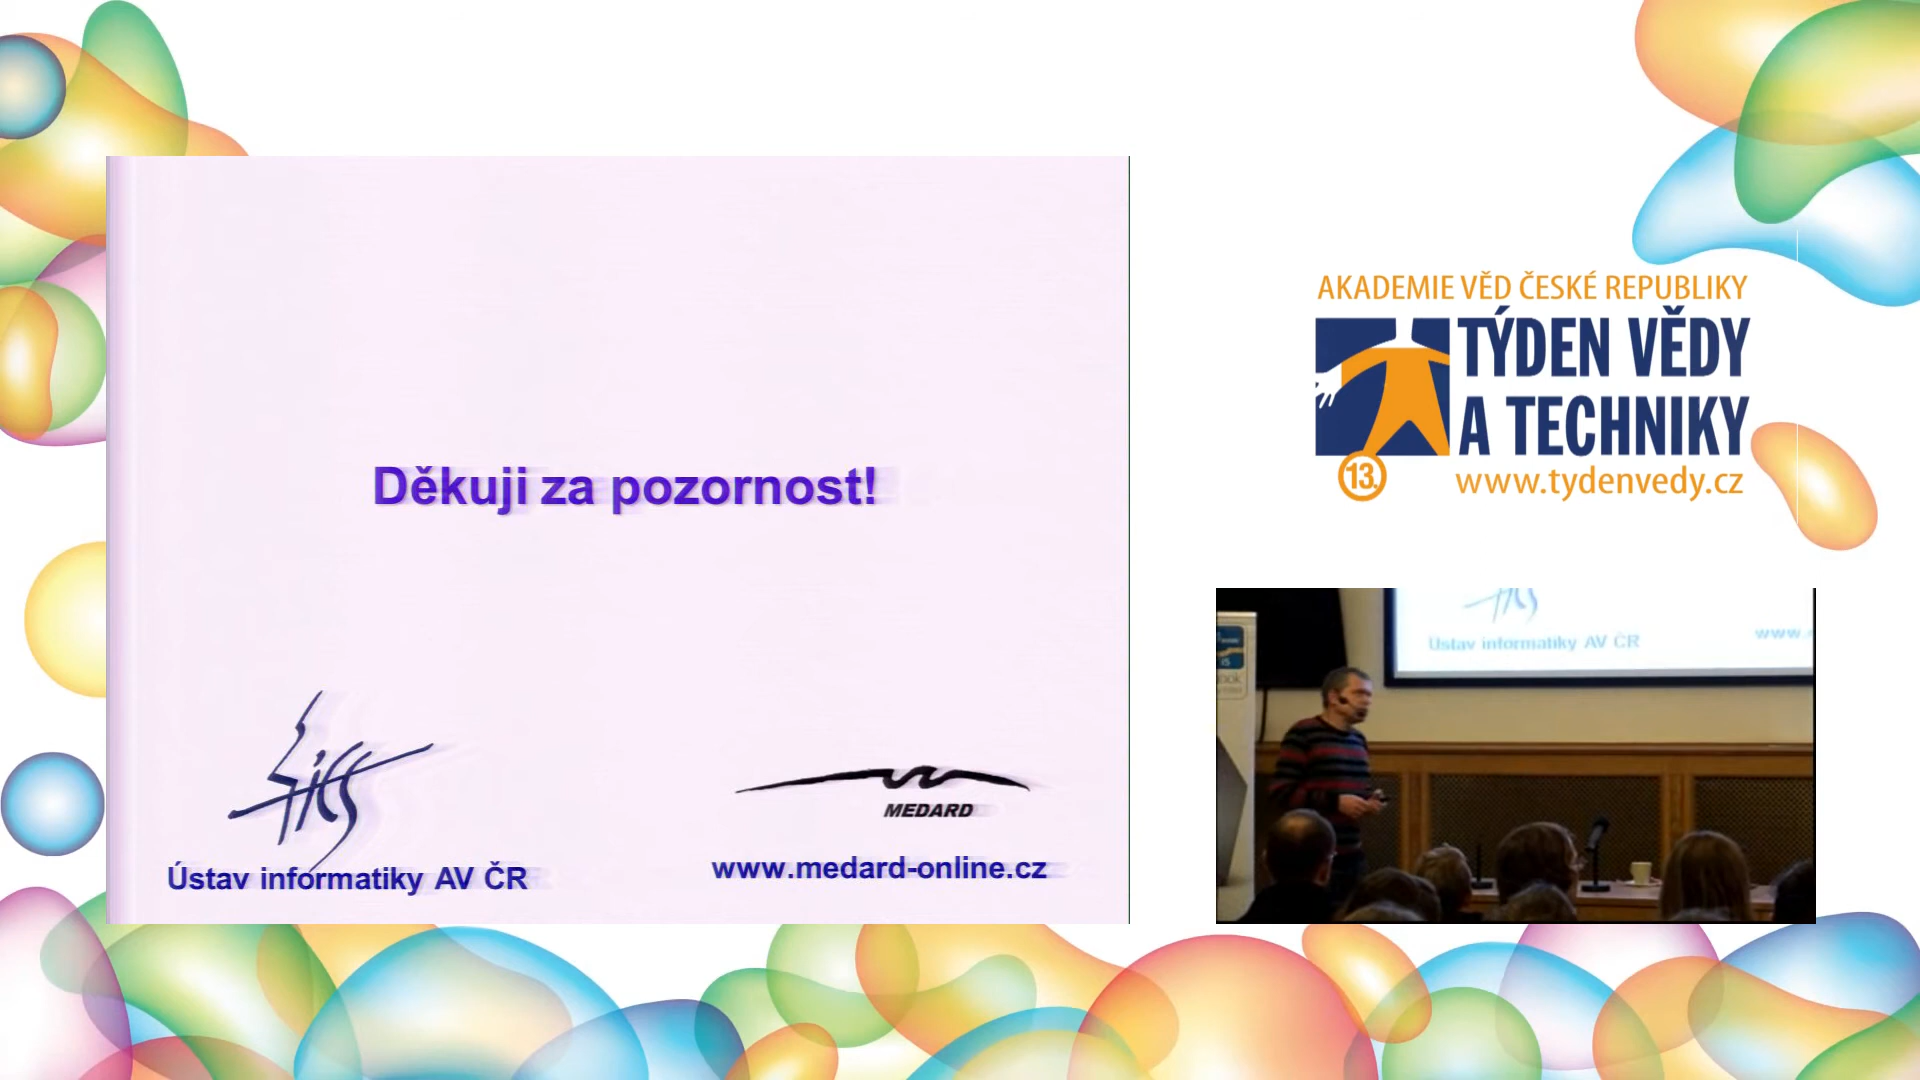 Děkuji za pozornost!
Ústav informatiky AV ČR
MEDARD
www.medard-online.cz
AKADEMIE VĚD ČESKÉ REPUBLIKY
TÝDEN VĚDY
A TECHNIKY
13.
www.tydenvedy.cz
Ústav informatiky AV ČR
www.